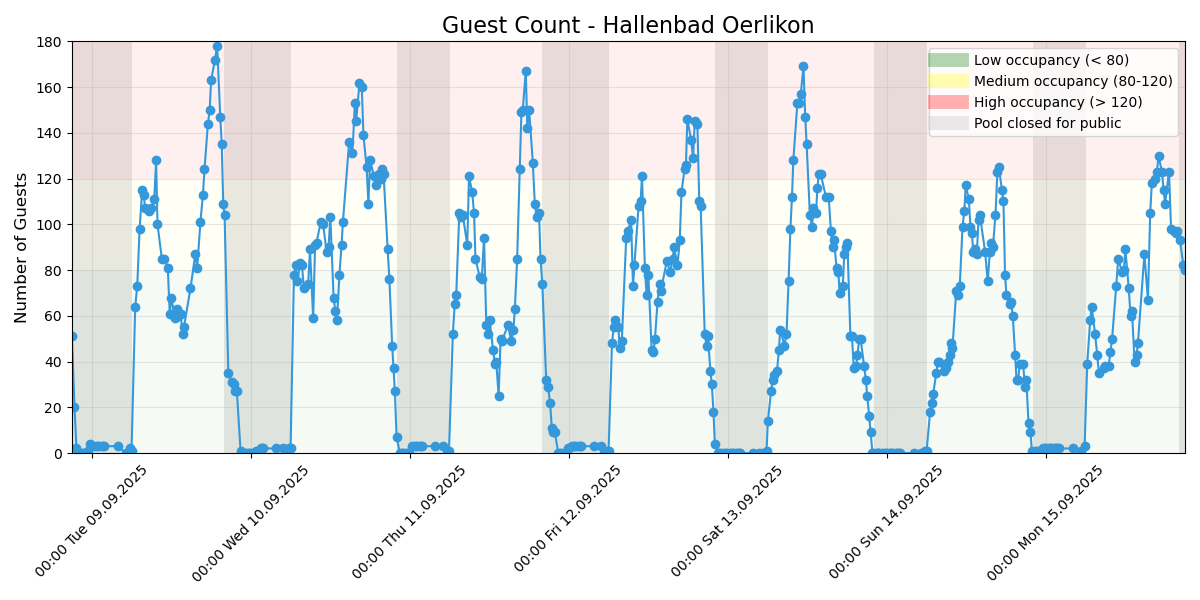 Guest Count - Hallenbad Oerlikon
Number of Guests
180
160
140
120
100
80
60
40
20
0
Low occupancy (< 80)
Medium occupancy (80-120)
High occupancy (> 120)
Pool closed for public
00:00 Tue 09.09.2025
00:00 Wed 10.09.2025
00:00 Thu 11.09.2025
00:00 Fri 12.09.2025
00:00 Sat 13.09.2025
00:00 Sun 14.09.2025
00:00 Mon 15.09.2025